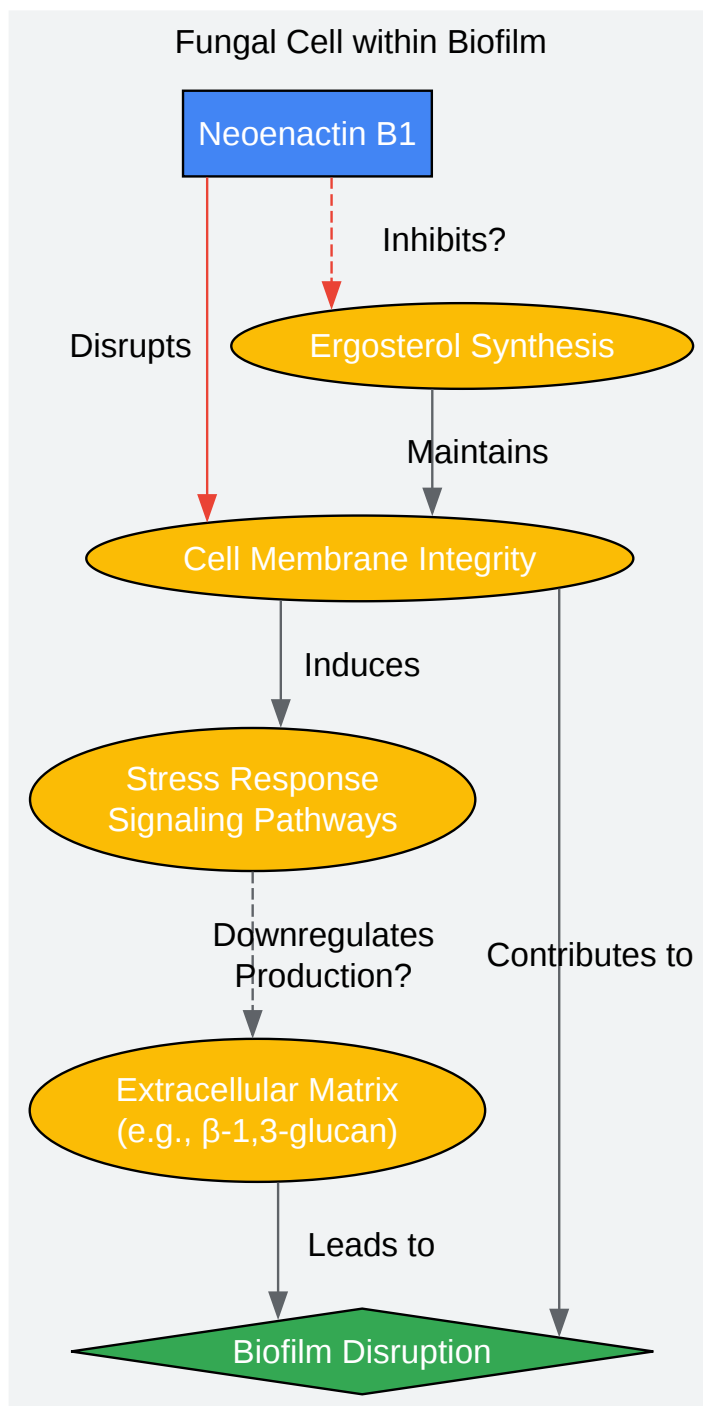 Fungal Cell within Biofilm
Neoenactin B1
Inhibits?
Disrupts
Ergosterol Synthesis
Maintains
Cell Membrane Integrity
Induces
Stress Response
Signaling Pathways
Downregulates
Production?
Contributes to
Extracellular Matrix
(e.g., β-1,3-glucan)
Leads to
Biofilm Disruption